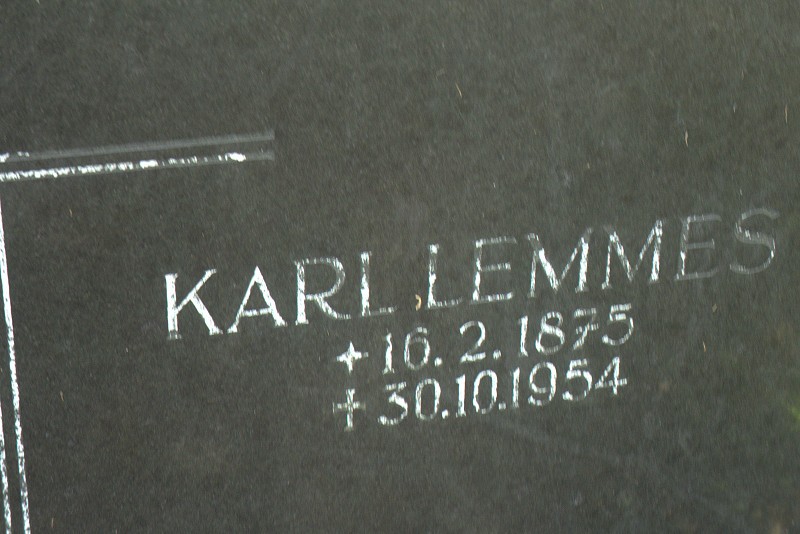 KARL LEMMES
✦ 16. 2. 1875
† 30.10.1954